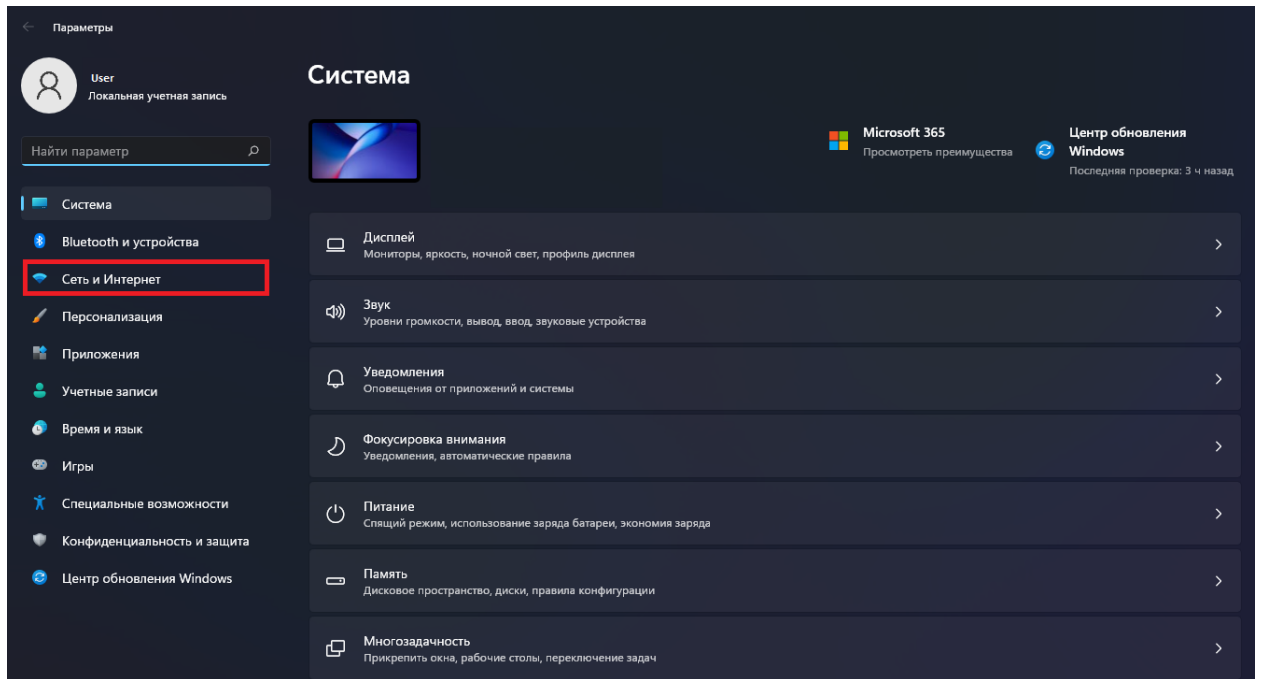 Параметры
User
Локальная учетная запись
Найти параметр
Система
Bluetooth и устройства
Сеть и Интернет
Персонализация
Приложения
Учетные записи
Время и язык
Игры
Специальные возможности
Конфиденциальность и защита
Центр обновления Windows
Система
Microsoft 365
Просмотреть преимущества
Центр обновления
Windows
Последняя проверка: 3 ч назад
Дисплей
Мониторы, яркость, ночной свет, профиль дисплея
Звук
Уровни громкости, вывод, ввод, звуковые устройства
Уведомления
Оповещения от приложений и системы
Фокусировка внимания
Уведомления, автоматические правила
Питание
Спящий режим, использование заряда батареи, экономия заряда
Память
Дисковое пространство, диски, правила конфигурации
Многозадачность
Прикрепить окна, рабочие столы, переключение задач